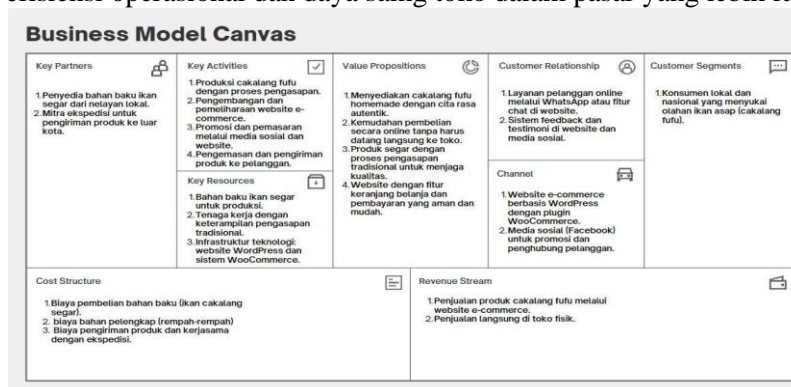 efisiensi operasional dan daya saing toko dalam pasar yang lebih
Business Model Canvas
Key Partners
1.Penyedia bahan baku ikan
segar dari nelayan lokal.
2.Mitra ekspedisi untuk
pengiriman produk ke luar
kota.
Key Activities
1.Produksi cakalang fufu
dengan proses pengasapan.
2.Pengembangan dan
pemeliharaan website e-
commerce.
3.Promosi dan pemasaran
melalui media sosial dan
website.
4.Pengemasan dan pengiriman
produk ke pelanggan.
Key Resources
1.Bahan baku ikan segar
untuk produksi.
2.Tenaga kerja dengan
keterampilan pengasapan
tradisional.
3.Infrastruktur teknologi:
website WordPress dan
sistem WooCommerce.
Value Propositions
1.Menyediakan cakalang fufu
homemade dengan cita rasa
autentik.
2.Kemudahan pembelian
secara online tanpa harus
datang langsung ke toko.
3.Produk segar dengan
proses pengasapan
tradisional untuk menjaga
kualitas.
4.Website dengan fitur
keranjang belanja dan
pembayaran yang aman dan
mudah.
Customer Relationship
1.Layanan pelanggan online
melalui WhatsApp atau fitur
chat di website.
2.Sistem feedback dan
testimoni di website dan
media sosial.
Channel
1.Website e-commerce
berbasis WordPress
dengan plugin
WooCommerce.
2.Media sosial (Facebook)
untuk promosi dan
penghubung pelanggan.
Customer Segments
1.Konsumen lokal dan
nasional yang menyukai
olahan ikan asap (cakalang
fufu).
Cost Structure
1.Biaya pembelian bahan baku (ikan cakalang
segar).
2. biaya bahan pelengkap (rempah-rempah)
3. Biaya pengiriman produk dan kerjasama
dengan ekspedisi.
Revenue Stream
1.Penjualan produk cakalang fufu melalui
website e-commerce.
2.Penjualan langsung di toko fisik.